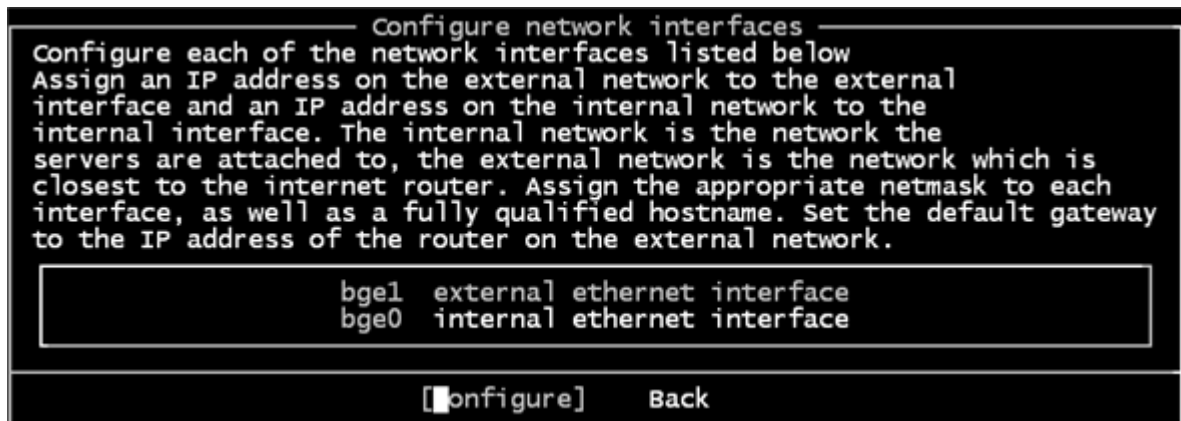 Configure network interfaces
Configure each of the network interfaces listed below
Assign an IP address on the external network to the external
interface and an IP address on the internal network to the
internal interface. The internal network is the network the
servers are attached to, the external network is the network which is
closest to the internet router. Assign the appropriate netmask to each
interface, as well as a fully qualified hostname. Set the default gateway
to the IP address of the router on the external network.
bge1 external ethernet interface
bge0 internal ethernet interface
[onfigure] Back